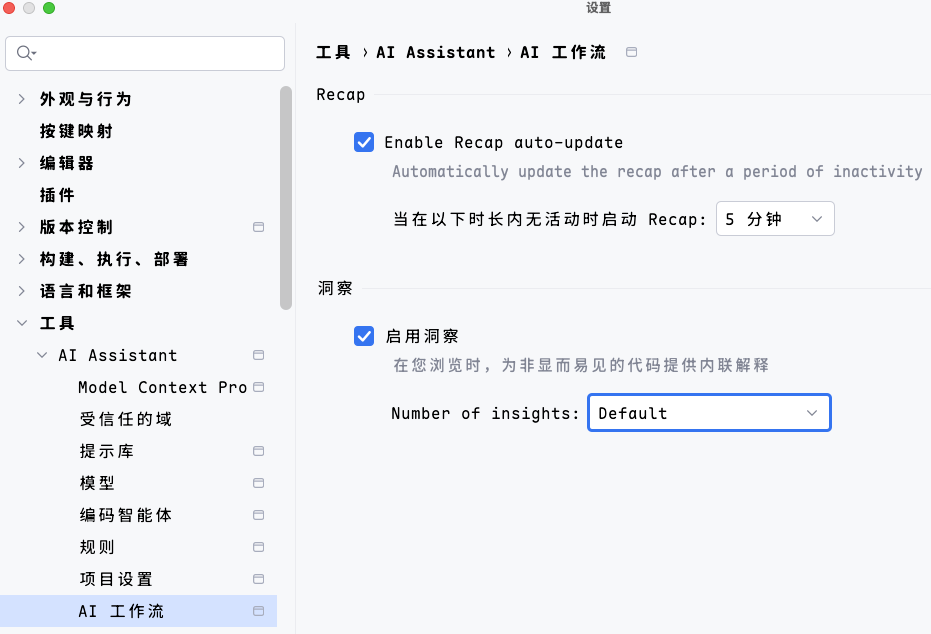 设置
外观与行为
按键映射
编辑器
插件
版本控制
构建、执行、部署
语言和框架
工具
AI Assistant
Model Context Pro
受信任的域
提示库
模型
编码智能体
规则
项目设置
AI 工作流
工具 › AI Assistant › AI 工作流
Recap
Enable Recap auto-update
Automatically update the recap after a period of inactivity
当在以下时长内无活动时启动 Recap: 5 分钟
洞察
启用洞察
在您浏览时，为非显而易见的代码提供内联解释
Number of insights: Default